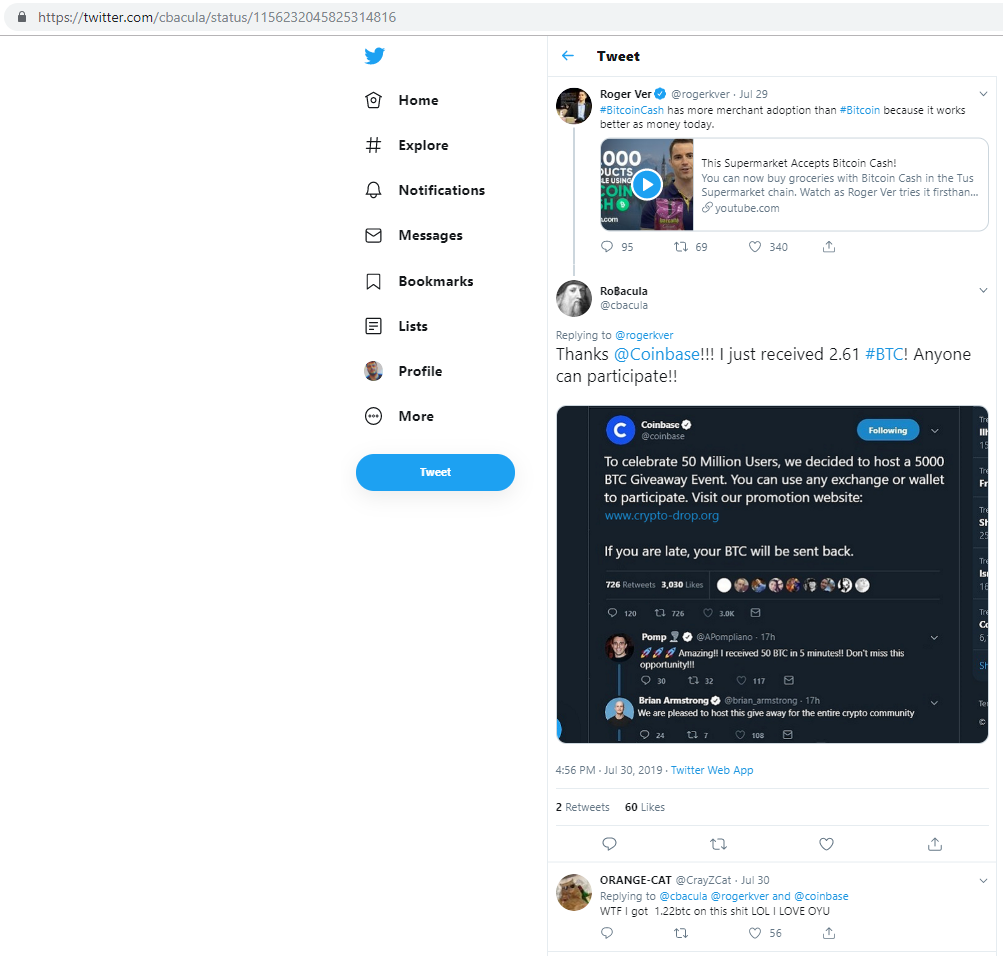 https://twitter.com/cbacula/status/1156232045825314816
Home
Explore
Notifications
Messages
Bookmarks
Lists
Profile
More
Tweet
Tweet
Roger Ver @rogerkver · Jul 29
#BitcoinCash has more merchant adoption than #Bitcoin because it works
better as money today.
This Supermarket Accepts Bitcoin Cash!
You can now buy groceries with Bitcoin Cash in the Tus
Supermarket chain. Watch as Roger Ver tries it firsthan...
youtube.com
95 69 340
Ro฿acula
@cbacula
Replying to @rogerkver
Thanks @Coinbase!!! I just received 2.61 #BTC! Anyone
can participate!!
Coinbase
@coinbase
Following
To celebrate 50 Million Users, we decided to host a 5000
BTC Giveaway Event. You can use any exchange or wallet
to participate. Visit our promotion website:
www.crypto-drop.org
If you are late, your BTC will be sent back.
726 Retweets 3,030 Likes
120 726 3.0K
Pomp 🌪 @APompliano · 17h
🚀🚀🚀 Amazing!! I received 50 BTC in 5 minutes!! Don't miss this
opportunity!!!
30 32 117
Brian Armstrong @brian_armstrong · 17h
We are pleased to host this give away for the entire crypto community
24 7 108
4:56 PM · Jul 30, 2019 · Twitter Web App
2 Retweets 60 Likes
ORANGE-CAT @CrayZCat · Jul 30
Replying to @cbacula @rogerkver and @coinbase
WTF I got 1.22btc on this shit LOL I LOVE OYU
56